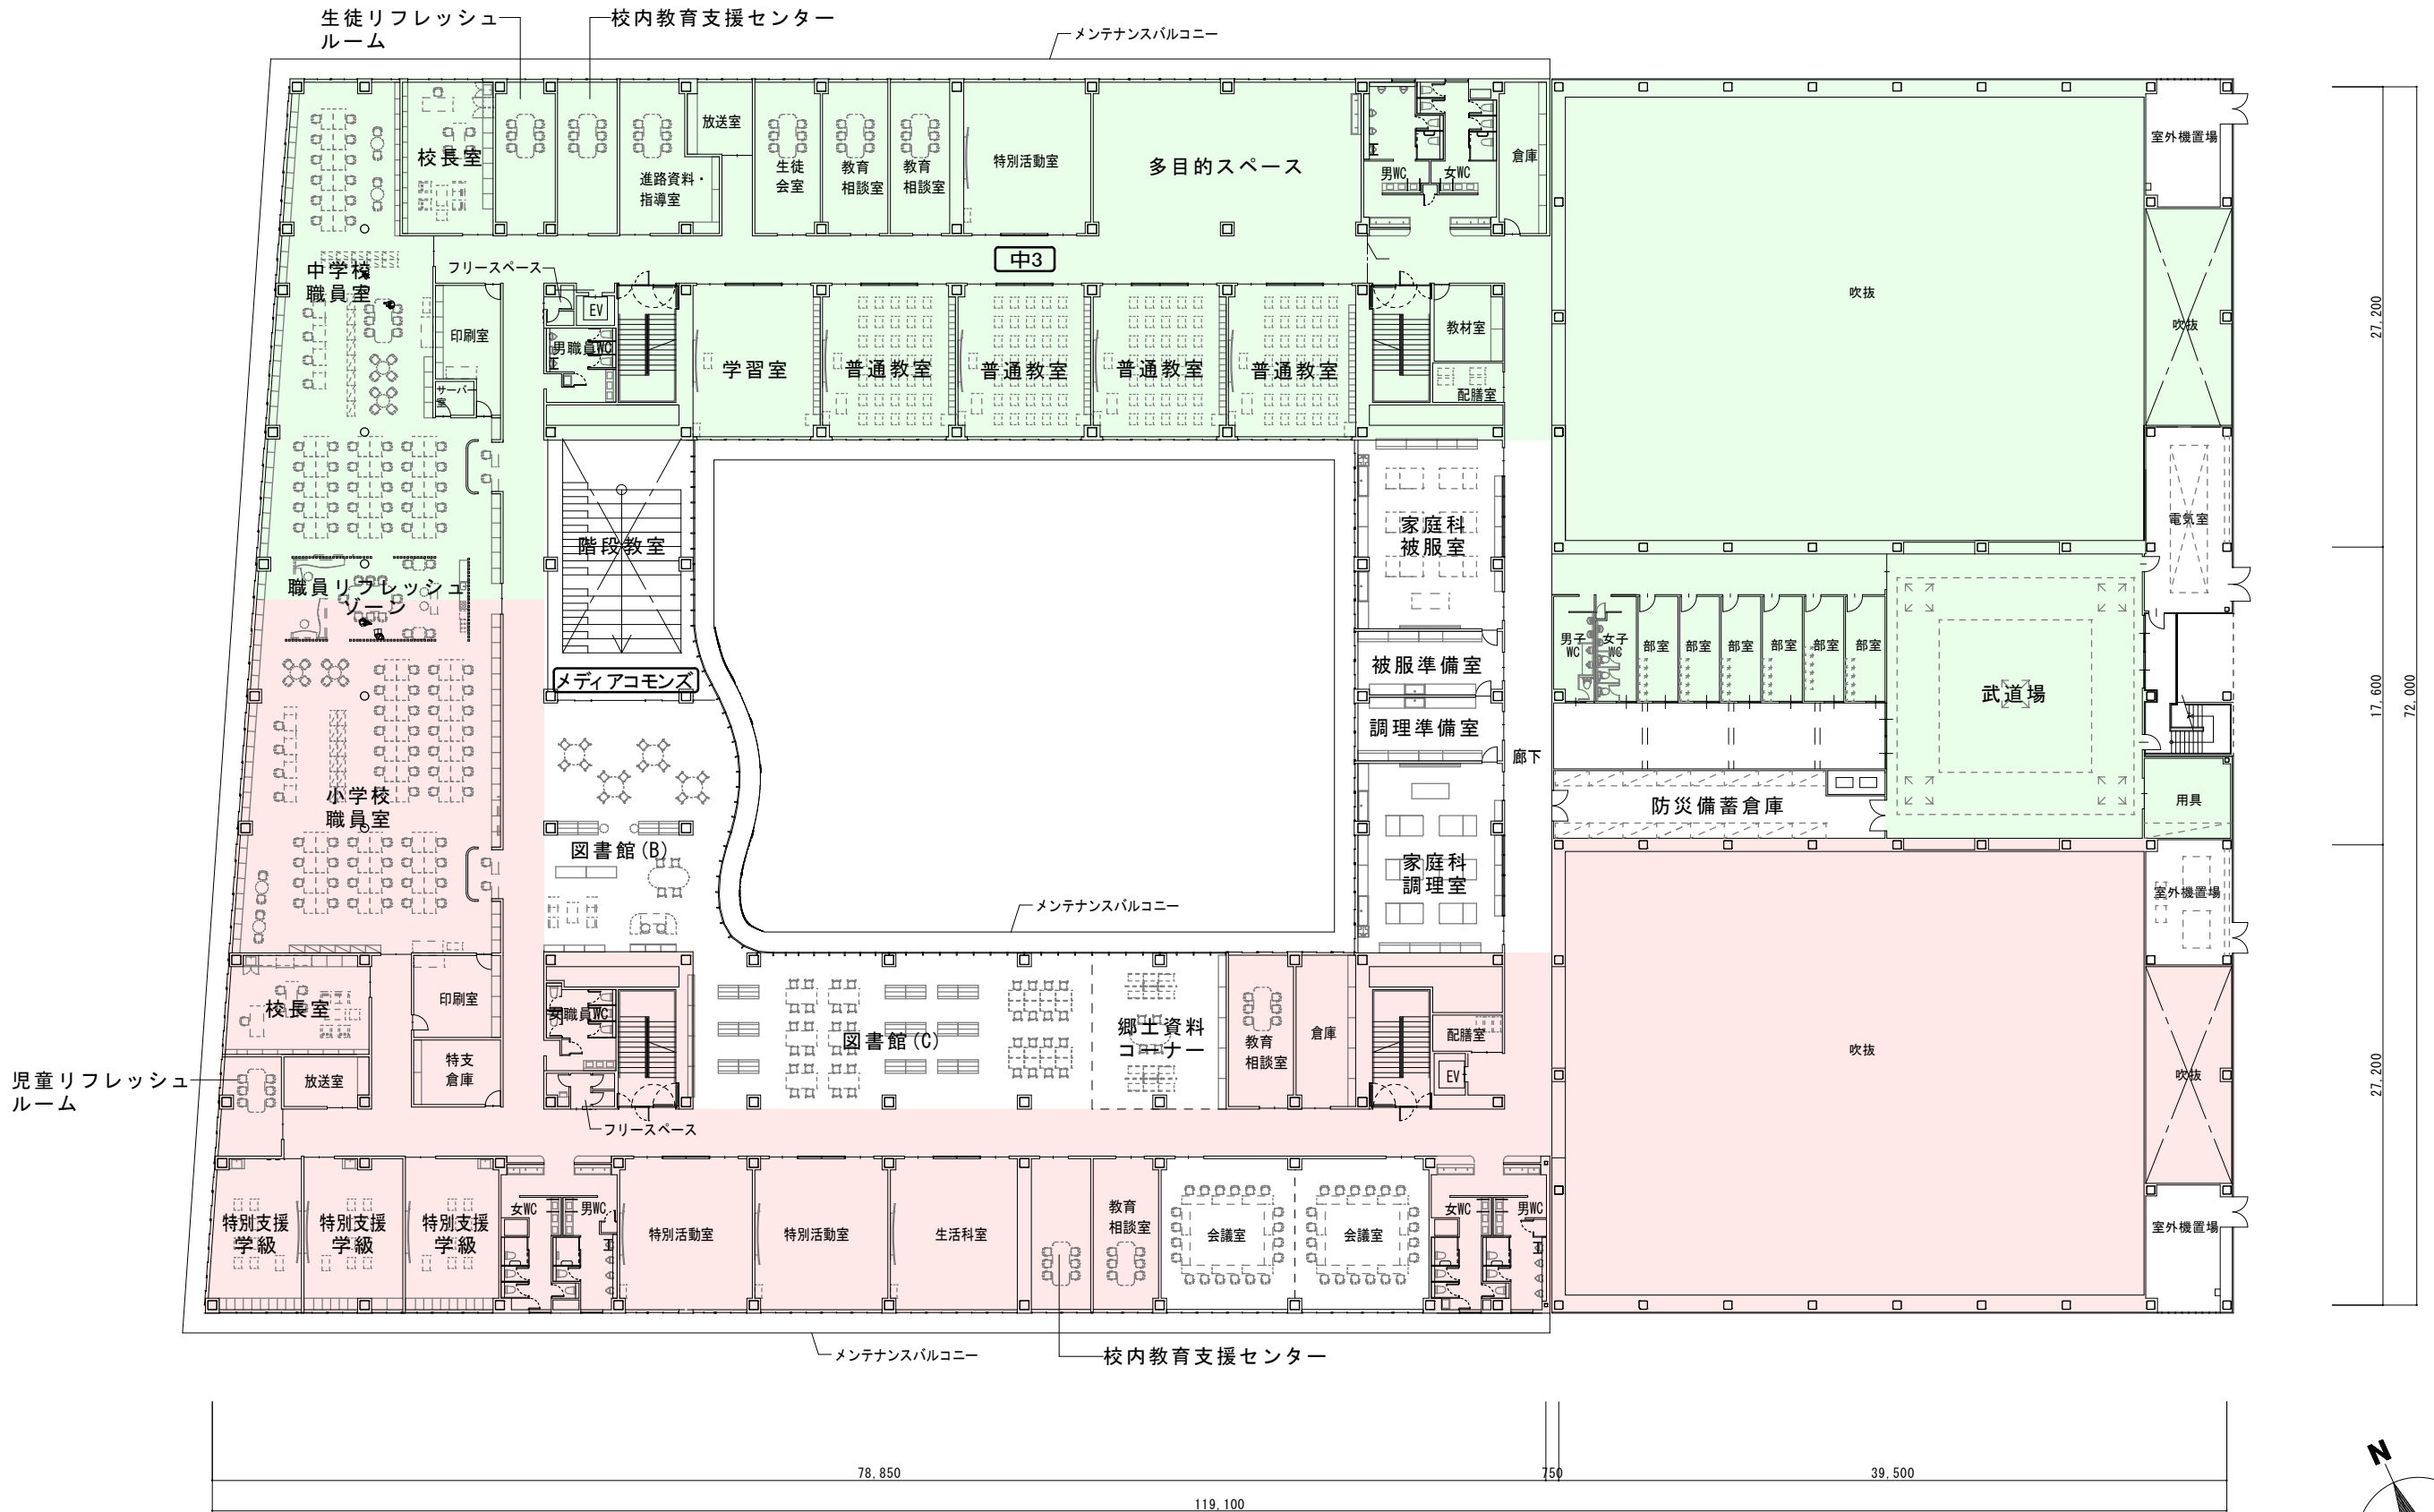 生徒リフレッシュ
ルーム
校内教育支援センター
メンテナンスバルコニー
校長室
放送室
進路資料・
指導室
生徒
会室
教育
相談室
教育
相談室
特別活動室
多目的スペース
男WC
女WC
倉庫
室外機置場
中学校
職員室
フリースペース
中3
EV
印刷室
男職員WC
サーバー
室
学習室
普通教室
普通教室
普通教室
普通教室
教材室
配膳室
吹抜
吹抜
27,200
階段教室
家庭科
被服室
電気室
職員リフレッシュ
ゾーン
メディアコモンズ
被服準備室
調理準備室
廊下
男子
WC
女子
WC
部室
部室
部室
部室
部室
部室
武道場
17,600
72,000
小学校
職員室
図書館(B)
家庭科
調理室
防災備蓄倉庫
用具
メンテナンスバルコニー
室外機置場
校長室
印刷室
女職員WC
図書館(C)
郷土資料
コーナー
教育
相談室
倉庫
配膳室
EV
吹抜
吹抜
27,200
児童リフレッシュ
ルーム
放送室
特支
倉庫
フリースペース
特別支援
学級
特別支援
学級
特別支援
学級
女WC
男WC
特別活動室
特別活動室
生活科室
教育
相談室
会議室
会議室
女WC
男WC
室外機置場
メンテナンスバルコニー
校内教育支援センター
78,850
750
39,500
119,100
N